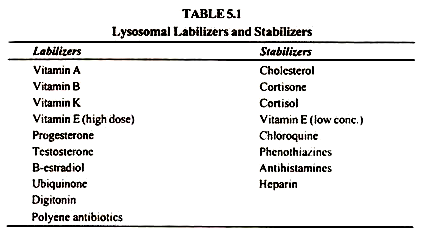 TABLE 5.1
Lysosomal Labilizers and Stabilizers
Labilizers Stabilizers
Vitamin A Cholesterol
Vitamin B Cortisone
Vitamin K Cortisol
Vitamin E (high dose) Vitamin E (low conc.)
Progesterone Chloroquine
Testosterone Phenothiazines
B-estradiol Antihistamines
Ubiquinone Heparin
Digitonin
Polyene antibiotics